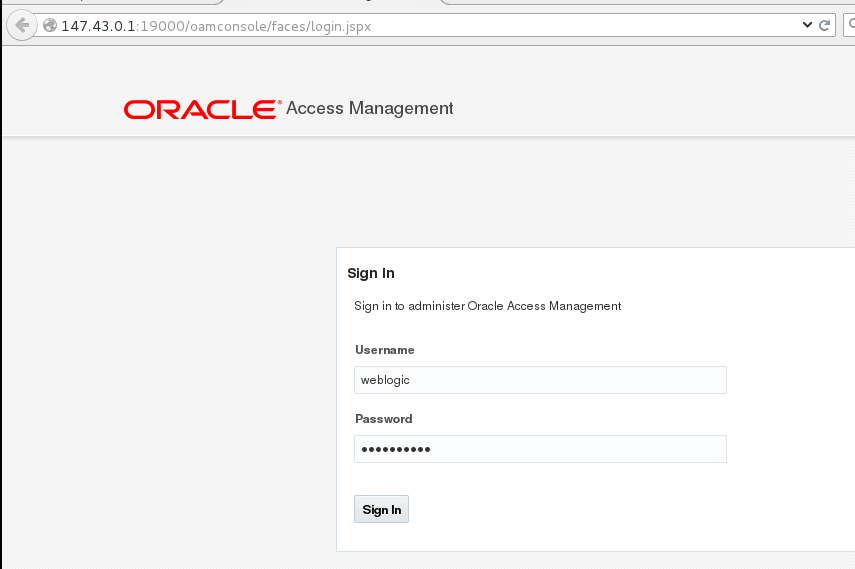 147.43.0.1:19000/oamconsole/faces/login.jspx
ORACLE® Access Management
Sign In
Sign in to administer Oracle Access Management
Username
weblogic
Password
••••••••••
Sign In